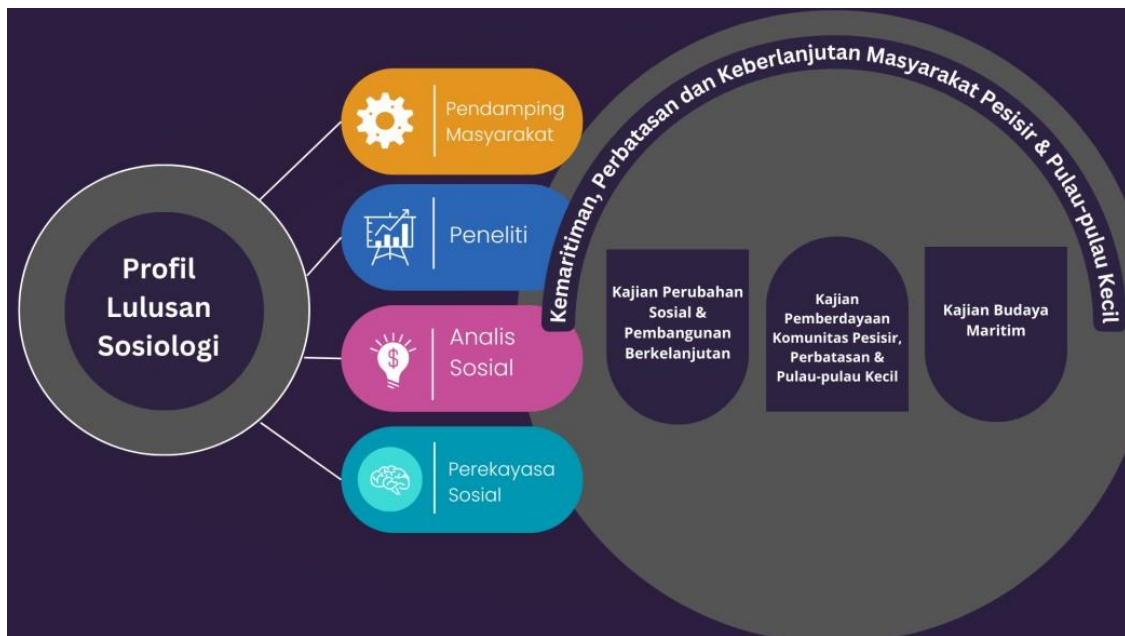 Profil
Lulusan
Sosiologi
Pendamping
Masyarakat
Peneliti
Analis
Sosial
Perekayasa
Sosial
Kemaritiman, Perbatasan dan Keberlanjutan Masyarakat Pesisir & Pulau-pulau Kecil
Kajian Perubahan
Sosial &
Pembangunan
Berkelanjutan
Kajian
Pemberdayaan
Komunitas Pesisir,
Perbatasan &
Pulau-pulau Kecil
Kajian Budaya
Maritim